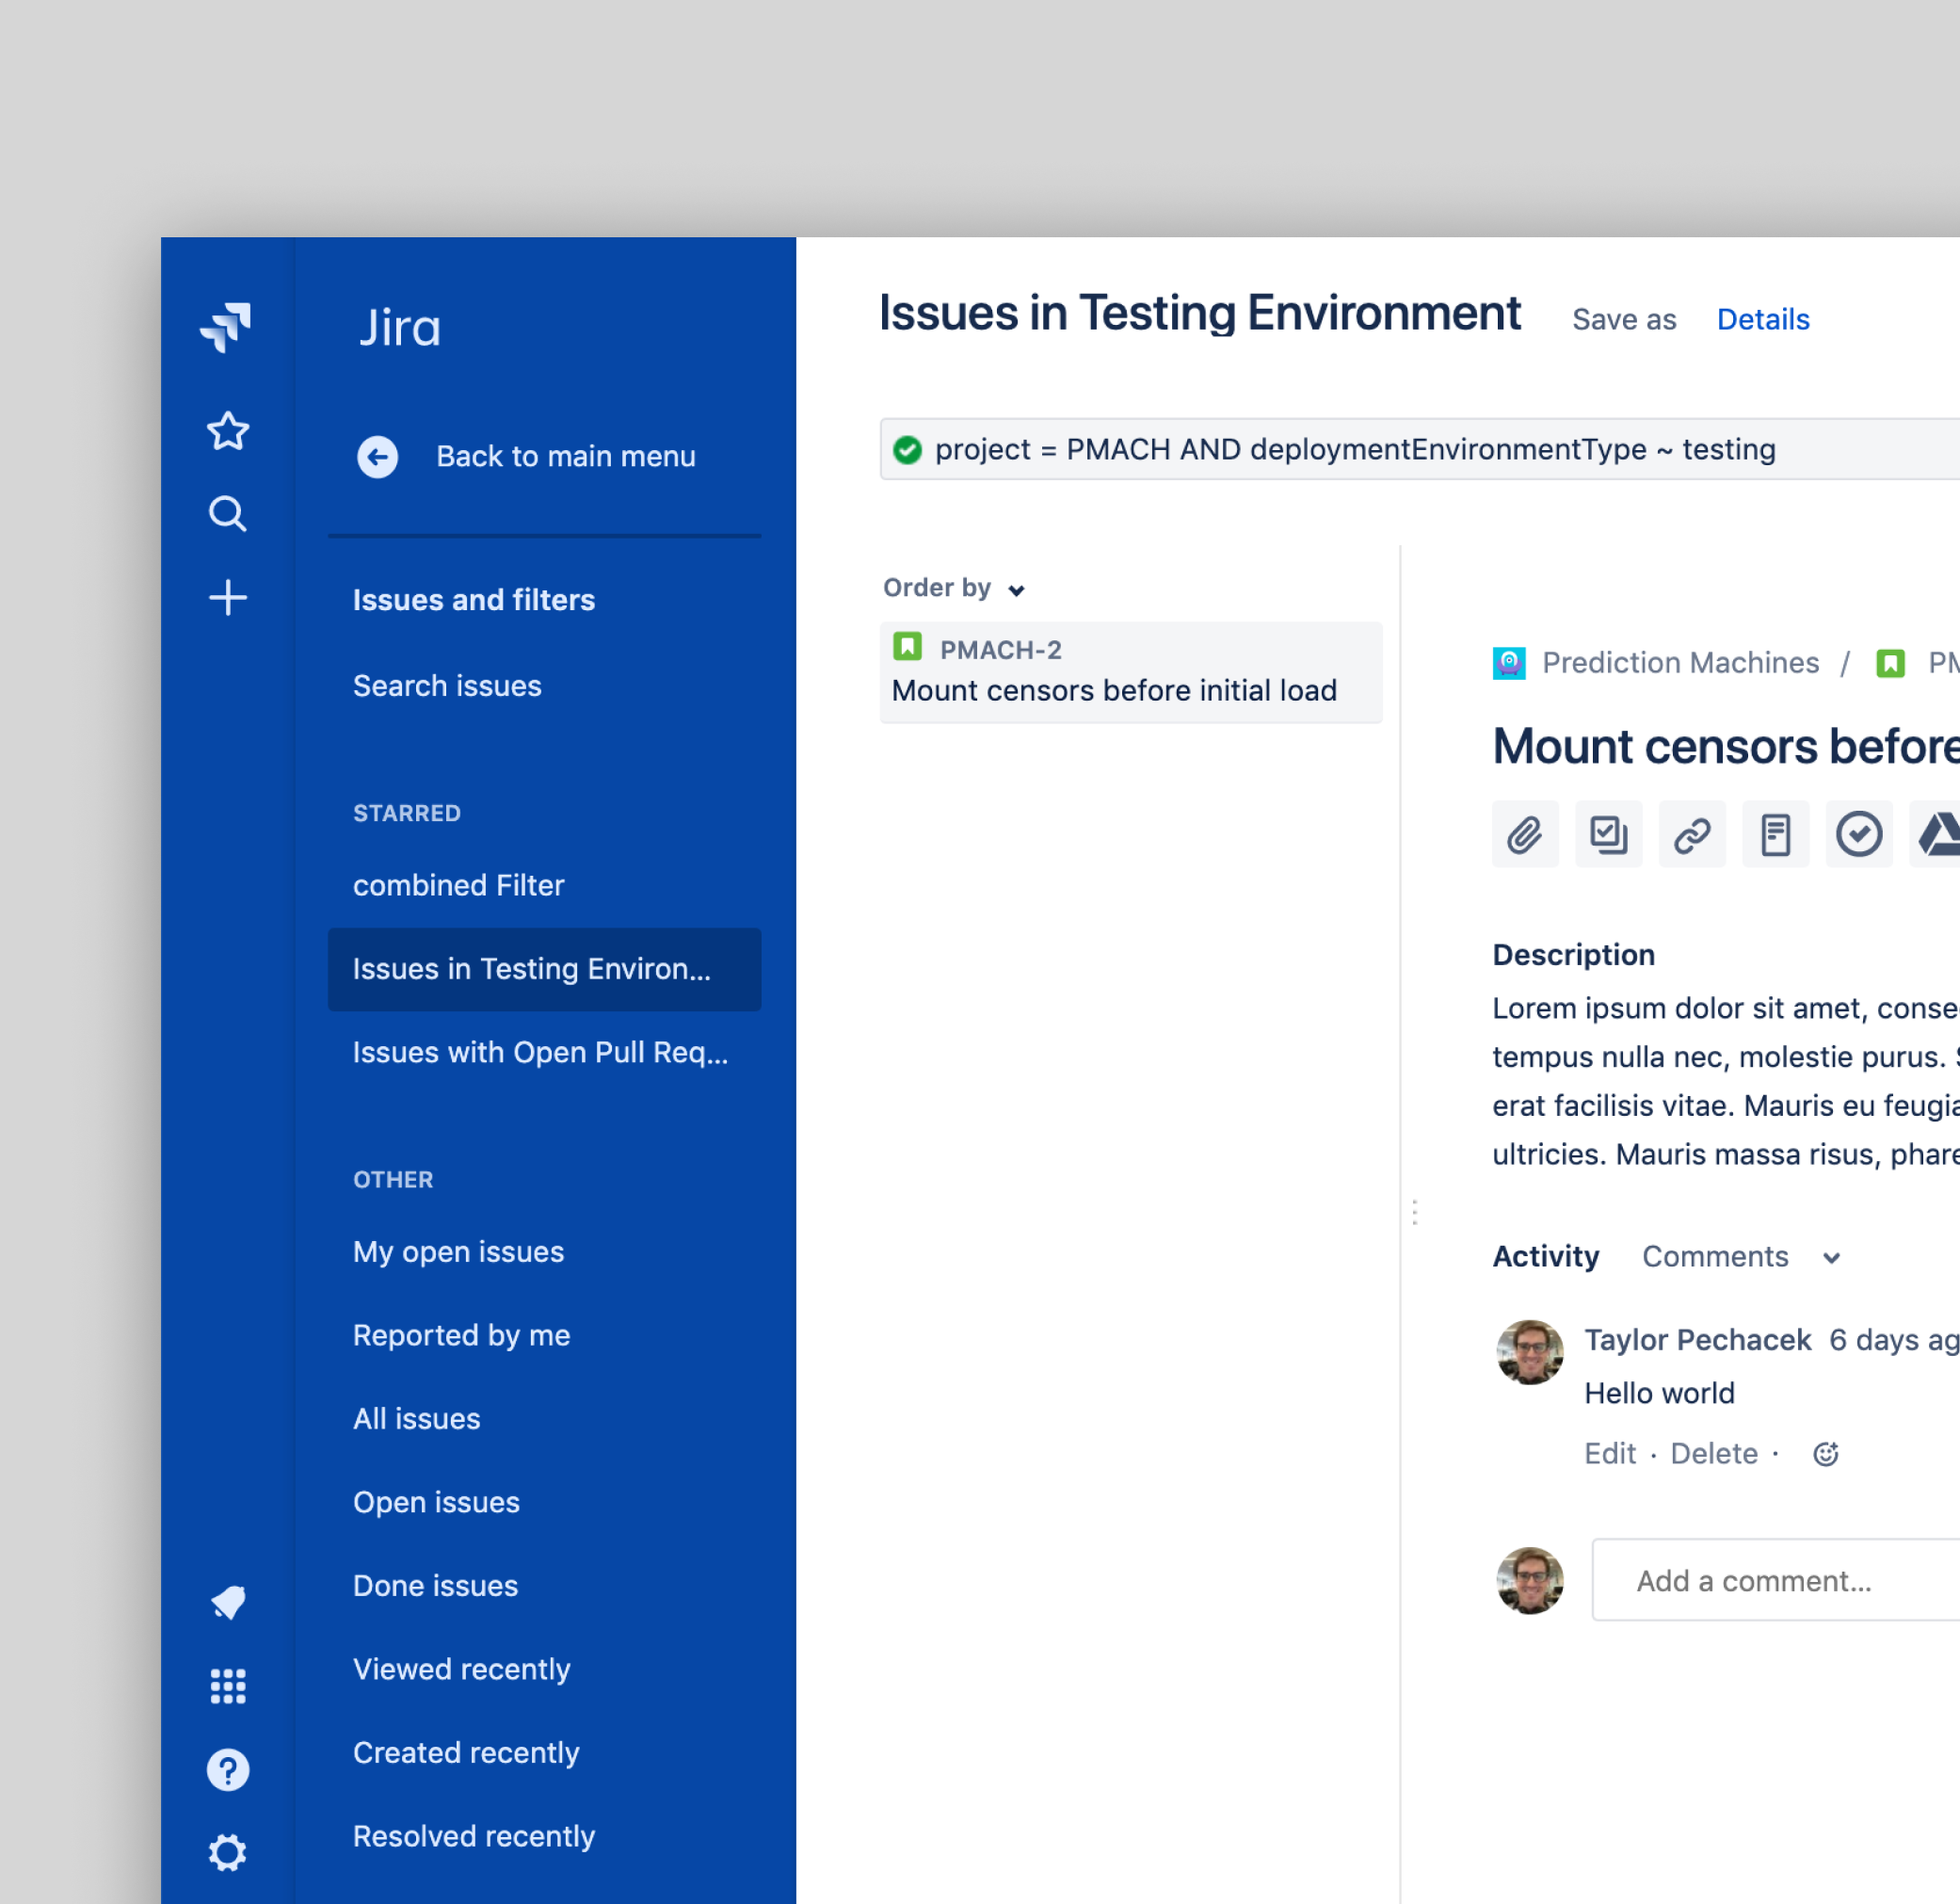 Jira
Back to main menu
Issues and filters
Search issues
STARRED
combined Filter
Issues in Testing Environ...
Issues with Open Pull Req...
OTHER
My open issues
Reported by me
All issues
Open issues
Done issues
Viewed recently
Created recently
Resolved recently
Issues in Testing Environment Save as Details
project = PMACH AND deploymentEnvironmentType ~ testing
Order by
PMACH-2
Mount censors before initial load
Prediction Machines /
Mount censors before
Description
Lorem ipsum dolor sit amet,
tempus nulla nec, molestie purus.
erat facilisis vitae. Mauris eu
ultricies. Mauris massa risus,
Activity Comments
Taylor Pechacek 6 days
Hello world
Edit · Delete ·
Add a comment...